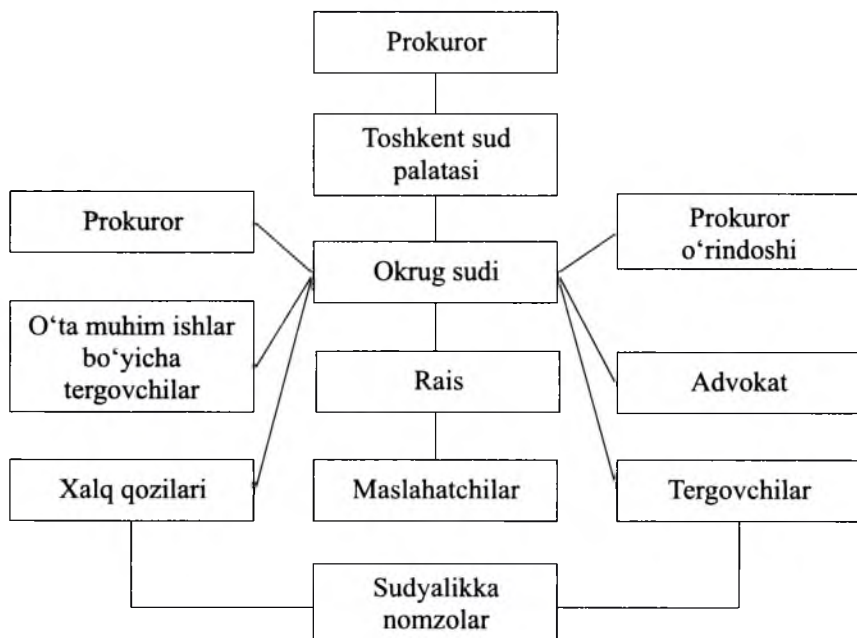 Prokuror
Toshkent sud
palatasi
Prokuror
Okrug sudi
Prokuror
o‘rindoshi
O‘ta muhim ishlar
bo‘yicha
tergovchilar
Rais
Advokat
Xalq qozilari
Maslahatchilar
Tergovchilar
Sudyalikka
nomzolar